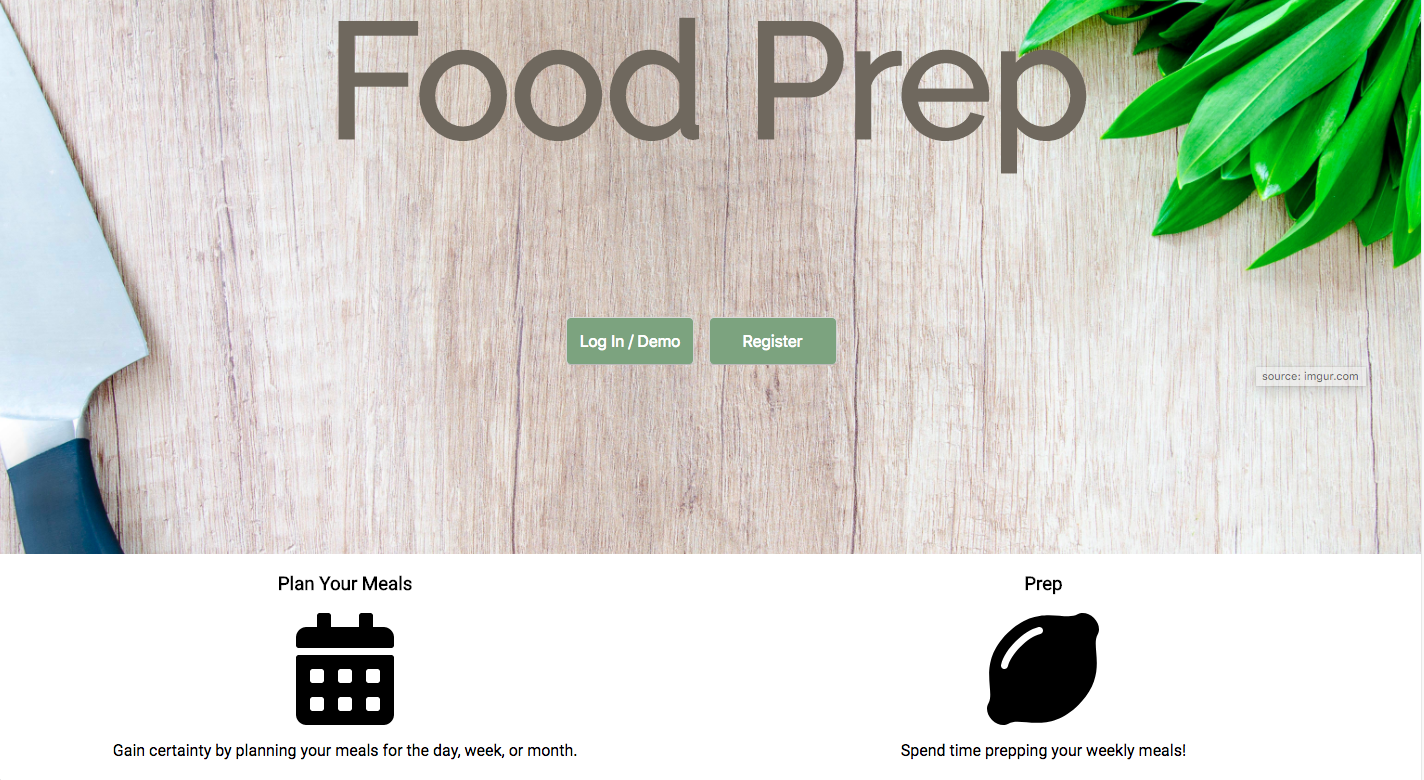 Food Prep
Log In / Demo
Register
source: imgur.com
Plan Your Meals
Prep
Gain certainty by planning your meals for the day, week, or month.
Spend time prepping your weekly meals!